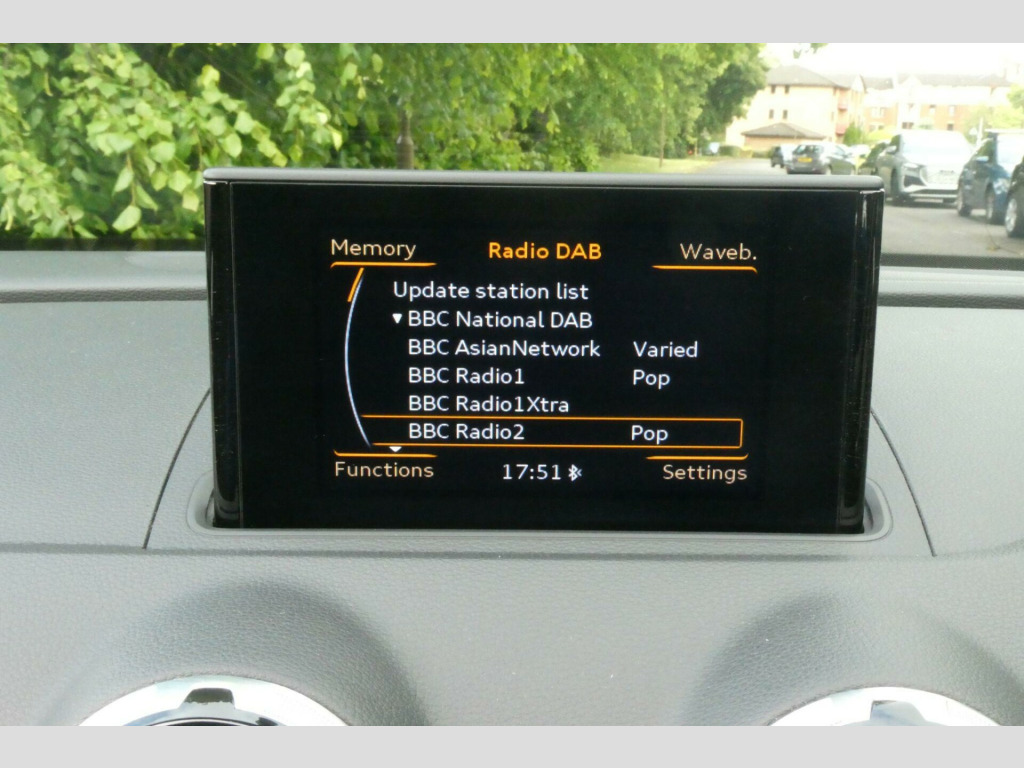 Memory Radio DAB Waveb.
Update station list
▼ BBC National DAB
BBC AsianNetwork Varied
BBC Radio1 Pop
BBC Radio1Xtra
BBC Radio2 Pop
Functions 17:51 Settings